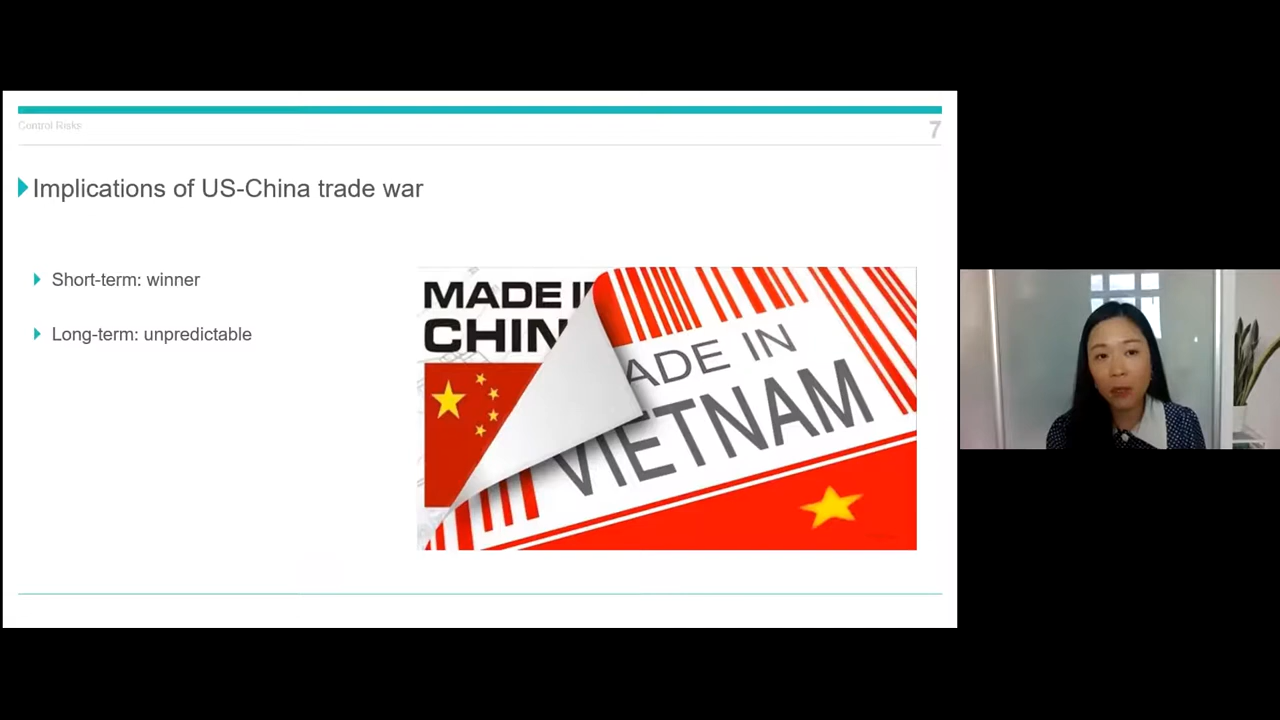 Control Risks
7
Implications of US-China trade war
Short-term: winner
Long-term: unpredictable
MADE IN
CHIN
ADE IN
VIETNAM